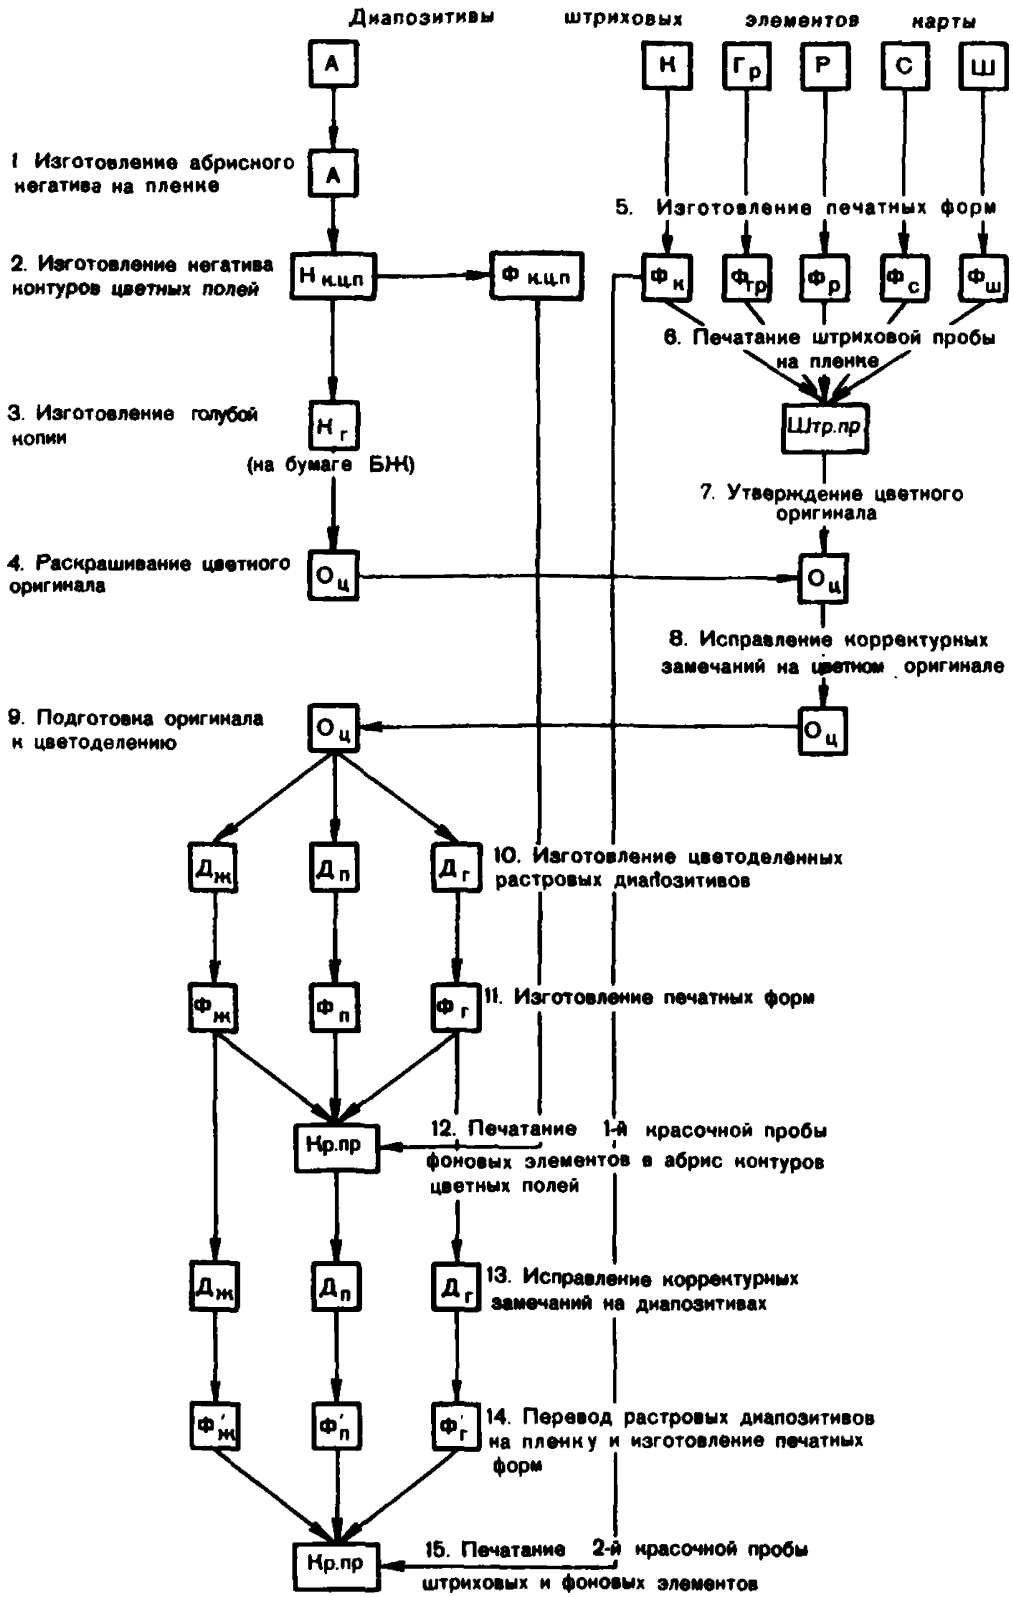 Диапозитивы штриховых элементов карты
А
К
Гр
Р
С
Ш
1 Изготовление абрисного
негатива на пленке
А
5. Изготовление печатных форм
2. Изготовление негатива
контуров цветных полей
Н к.ц.п
Ф к.ц.п
Фк
Фгр
Фр
Фс
Фш
6. Печатание штриховой пробы
на пленке
3. Изготовление голубой
копии
Нг
(на бумаге БЖ)
Штр.пр
7. Утверждение цветного
оригинала
4. Раскрашивание цветного
оригинала
Оц
Оц
8. Исправление корректурных
замечаний на цветном оригинале
9. Подготовка оригинала
к цветоделению
Оц
Оц
Дж
Дп
Дг
10. Изготовление цветоделённых
растровых диапозитивов
Фж
Фп
Фг
11. Изготовление печатных форм
Кр.пр
12. Печатание 1-й красочной пробы
фоновых элементов в абрис контуров
цветных полей
Дж
Дп
Дг
13. Исправление корректурных
замечаний на диапозитивах
Ф'ж
Ф'п
Ф'г
14. Перевод растровых диапозитивов
на пленку и изготовление печатных
форм
Кр.пр
15. Печатание 2-й красочной пробы
штриховых и фоновых элементов